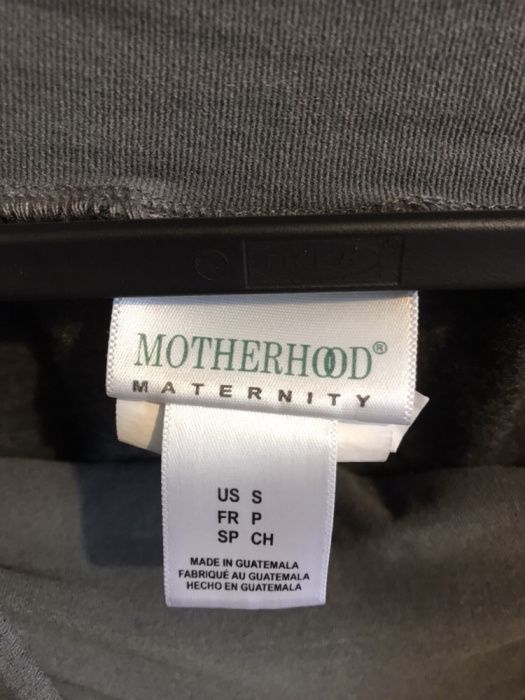 MOTHERHOOD®
MATERNITY
US S
FR P
SP CH
MADE IN GUATEMALA
FABRIQUÉ AU GUATEMALA
HECHO EN GUATEMALA